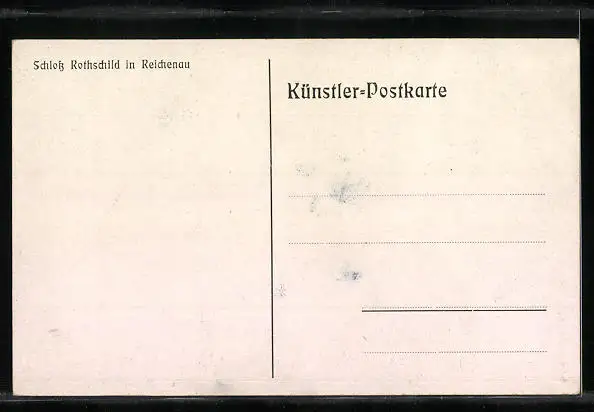 Schloß Rothschild in Reichenau
Künstler=Postkarte